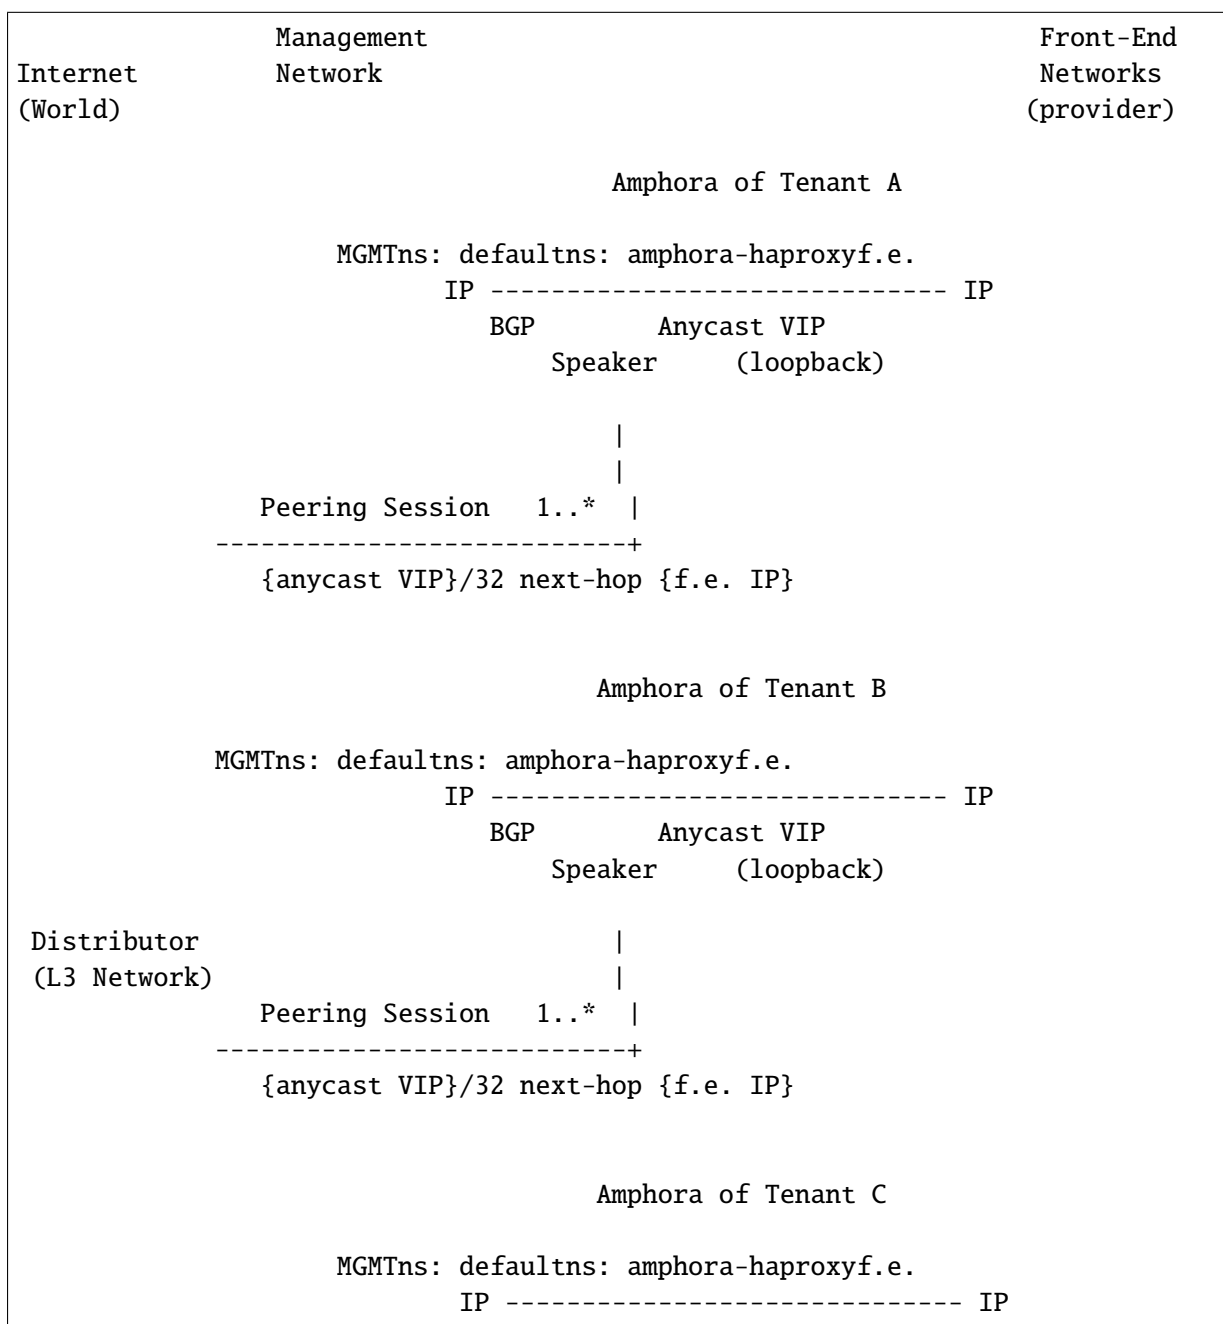 Management Front-End
Internet Network Networks
(World) (provider)
Amphora of Tenant A
MGMTns: defaultns: amphora-haproxyf.e.
IP ------------------------------ IP
BGP Anycast VIP
Speaker (loopback)
|
|
Peering Session 1..* |
---------------------------+
{anycast VIP}/32 next-hop {f.e. IP}
Amphora of Tenant B
MGMTns: defaultns: amphora-haproxyf.e.
IP ------------------------------ IP
BGP Anycast VIP
Speaker (loopback)
Distributor |
(L3 Network) |
Peering Session 1..* |
---------------------------+
{anycast VIP}/32 next-hop {f.e. IP}
Amphora of Tenant C
MGMTns: defaultns: amphora-haproxyf.e.
IP ------------------------------ IP